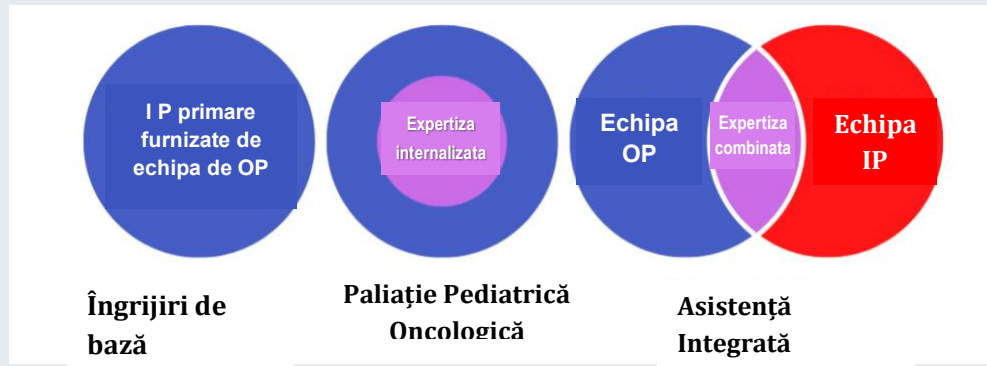 I P primare
furnizate de
echipa de OP
Expertiza
internalizata
Echipa
OP
Expertiza
combinata
Echipa
IP
Îngrijiri de
bază
Paliație Pediatrică
Oncologică
Asistență
Integrată